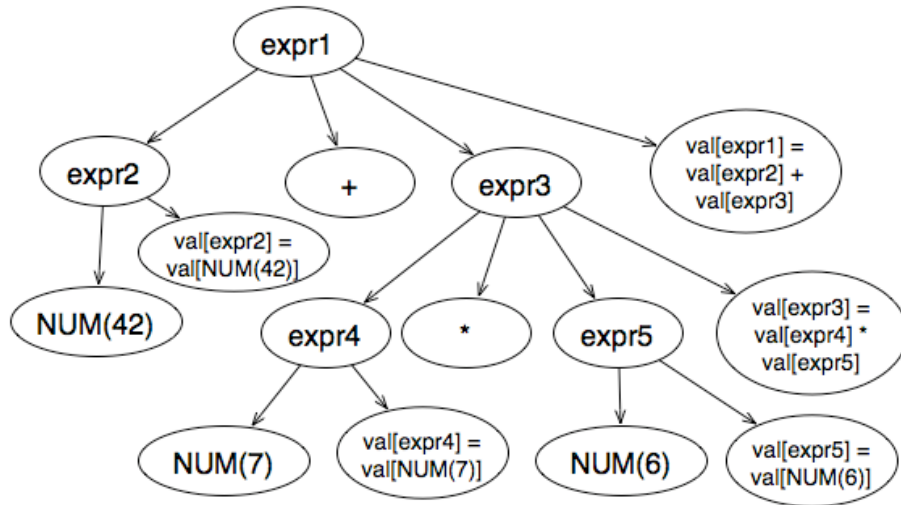 expr1
expr2
+
expr3
val[expr1] =
val[expr2] +
val[expr3]
val[expr2] =
val[NUM(42)]
NUM(42)
expr4
*
expr5
val[expr3] =
val[expr4] *
val[expr5]
NUM(7)
val[expr4] =
val[NUM(7)]
NUM(6)
val[expr5] =
val[NUM(6)]